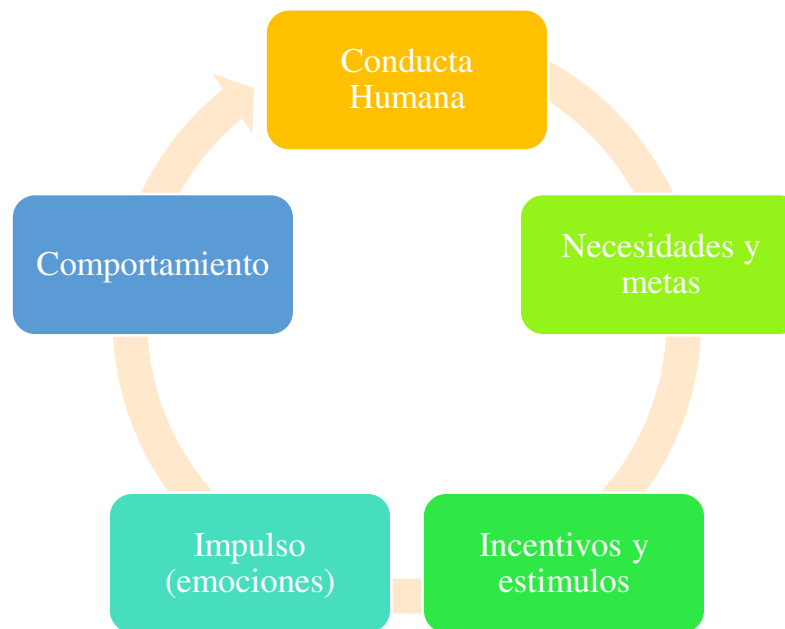 Conducta
Humana
Necesidades y
metas
Comportamiento
Impulso
(emociones)
Incentivos y
estimulos